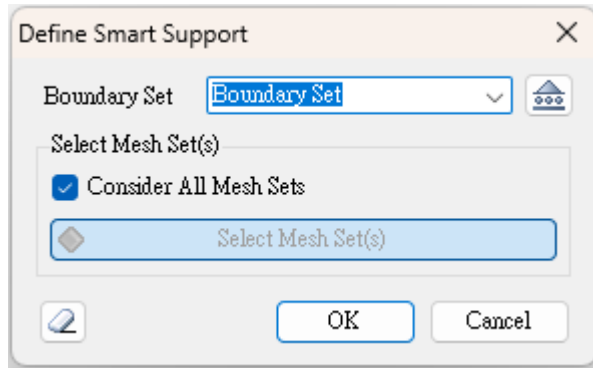 Define Smart Support
Boundary Set Boundary Set
Select Mesh Set(s)
Consider All Mesh Sets
Select Mesh Set(s)
OK Cancel